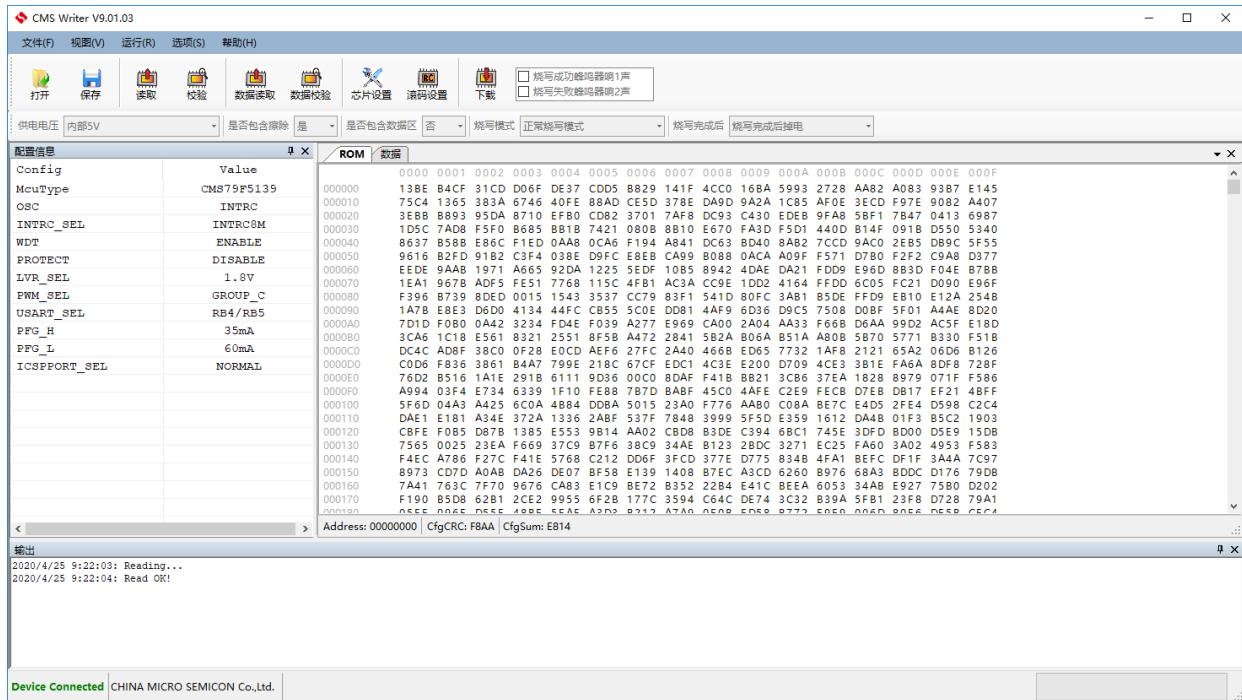 CMS Writer V9.01.03
文件(F) 视图(V) 运行(R) 选项(S) 帮助(H)
打开 保存 读取 校验 数据读取 数据校验 芯片设置 滚码设置 下载
烧写成功蜂鸣器响1声
烧写失败蜂鸣器响2声
供电电压 内部5V 是否包含擦除 是 是否包含数据区 否 烧写模式 正常烧写模式 烧写完成后 烧写完成后掉电
配置信息
Config Value
McuType CMS79F5139
OSC INTRC
INTRC_SEL INTRC8M
WDT ENABLE
PROTECT DISABLE
LVR_SEL 1.8V
PWM_SEL GROUP_C
USART_SEL RB4/RB5
PFG_H 35mA
PFG_L 60mA
ICSPPORT_SEL NORMAL
ROM 数据
0000 0001 0002 0003 0004 0005 0006 0007 0008 0009 000A 000B 000C 000D 000E 000F
000000 13BE B4CF 31CD D06F DE37 CDD5 B829 141F 4CC0 16BA 5993 2728 AA82 A083 93B7 E145
000010 75C4 1365 383A 6746 40FE 88AD CE5D 378E DA9D 9A2A 1C85 AF0E 3ECD F97E 9082 A407
000020 3EBB B893 95DA 8710 EFB0 CD82 3701 7AF8 DC93 C430 EDEB 9FA8 5BF1 7B47 0413 6987
000030 1D5C 7AD8 F5F0 B685 BB1B 7421 080B 8B10 E670 FA3D F5D1 440D B14F 091B D550 5340
000040 8637 B58B E86C F1ED 0AA8 0CA6 F194 A841 DC63 BD40 8AB2 7CCD 9AC0 2EB5 DB9C 5F55
000050 9616 B2FD 91B2 C3F4 038E D9FC E8EB CA99 B088 0ACA A09F F571 D7B0 F2F2 C9A8 D377
000060 EEDE 9AAB 1971 A665 92DA 1225 5EDF 10B5 8942 4DAE DA21 FDD9 E96D 8B3D F04E B7BB
000070 1EA1 967B ADF5 FE51 7768 115C 4FB1 AC3A CC9E 1DD2 4164 FFDD 6C05 FC21 D090 E96F
000080 F396 B739 8DED 0015 1543 3537 CC79 83F1 541D 80FC 3AB1 B5DE FFD9 EB10 E12A 254B
000090 1A7B E8E3 D6D0 4134 44FC CB55 5C0E DD81 4AF9 6D36 D9C5 7508 D0BF 5F01 A4AE 8D20
0000A0 7D1D F0B0 0A42 3234 FD4E F039 A277 E969 CA00 2A04 AA33 F66B D6AA 99D2 AC5F E18D
0000B0 3CA6 1C18 E561 8321 2551 8F5B A472 2841 5B2A B06A B51A A80B 5B70 5771 B330 F51B
0000C0 DC4C AD8F 38C0 0F28 E0CD AEF6 27FC 2A40 466B ED65 7732 1AF8 2121 65A2 06D6 B126
0000D0 C0D6 F836 3861 B4A7 799E 218C 67CF EDC1 4C3E E200 D709 4CE3 3B1E FA6A 8DF8 728F
0000E0 76D2 B516 1A1E 291B 6111 9D36 00C0 8DAF F41B BB21 3CB6 37EA 1828 8979 071F F586
0000F0 A994 03F4 E734 6339 1F10 FE88 7B7D BABF 45C0 4AFE C2E9 FECB D7EB DB17 EF21 4BFF
000100 5F6D 04A3 A425 6C0A 4B84 DDBA 5015 23A0 F776 AAB0 C08A BE7C E4D5 2FE4 D598 C2C4
000110 DAE1 E181 A34E 372A 1336 2ABF 537F 7848 3999 5F5D E359 1612 DA4B 01F3 B5C2 1903
000120 CBFE F0B5 D87B 1385 E553 9B14 AA02 CBD8 B3DE C394 6BC1 745E 3DFD BD00 D5E9 15DB
000130 7565 0025 23EA F669 37C9 B7F6 38C9 34AE B123 2BDC 3271 EC25 FA60 3A02 4953 F583
000140 F4EC A786 F27C F41E 5768 C212 DD6F 3FCD 377E D775 834B 4FA1 BEFC DF1F 3A4A 7C97
000150 8973 CD7D A0AB DA26 DE07 BF58 E139 1408 B7EC A3CD 6260 B976 68A3 BDDC D176 79DB
000160 7A41 763C 7F70 9676 CA83 E1C9 BE72 B352 22B4 E41C BEEA 6053 34AB E927 75B0 D202
000170 F190 B5D8 62B1 2CE2 9955 6F2B 177C 3594 C64C DE74 3C32 B39A 5FB1 23F8 D728 79A1
Address: 00000000 CfgCRC: F8AA CfgSum: E814
输出
2020/4/25 9:22:03: Reading...
2020/4/25 9:22:04: Read OK!
Device Connected CHINA MICRO SEMICON Co.,Ltd.